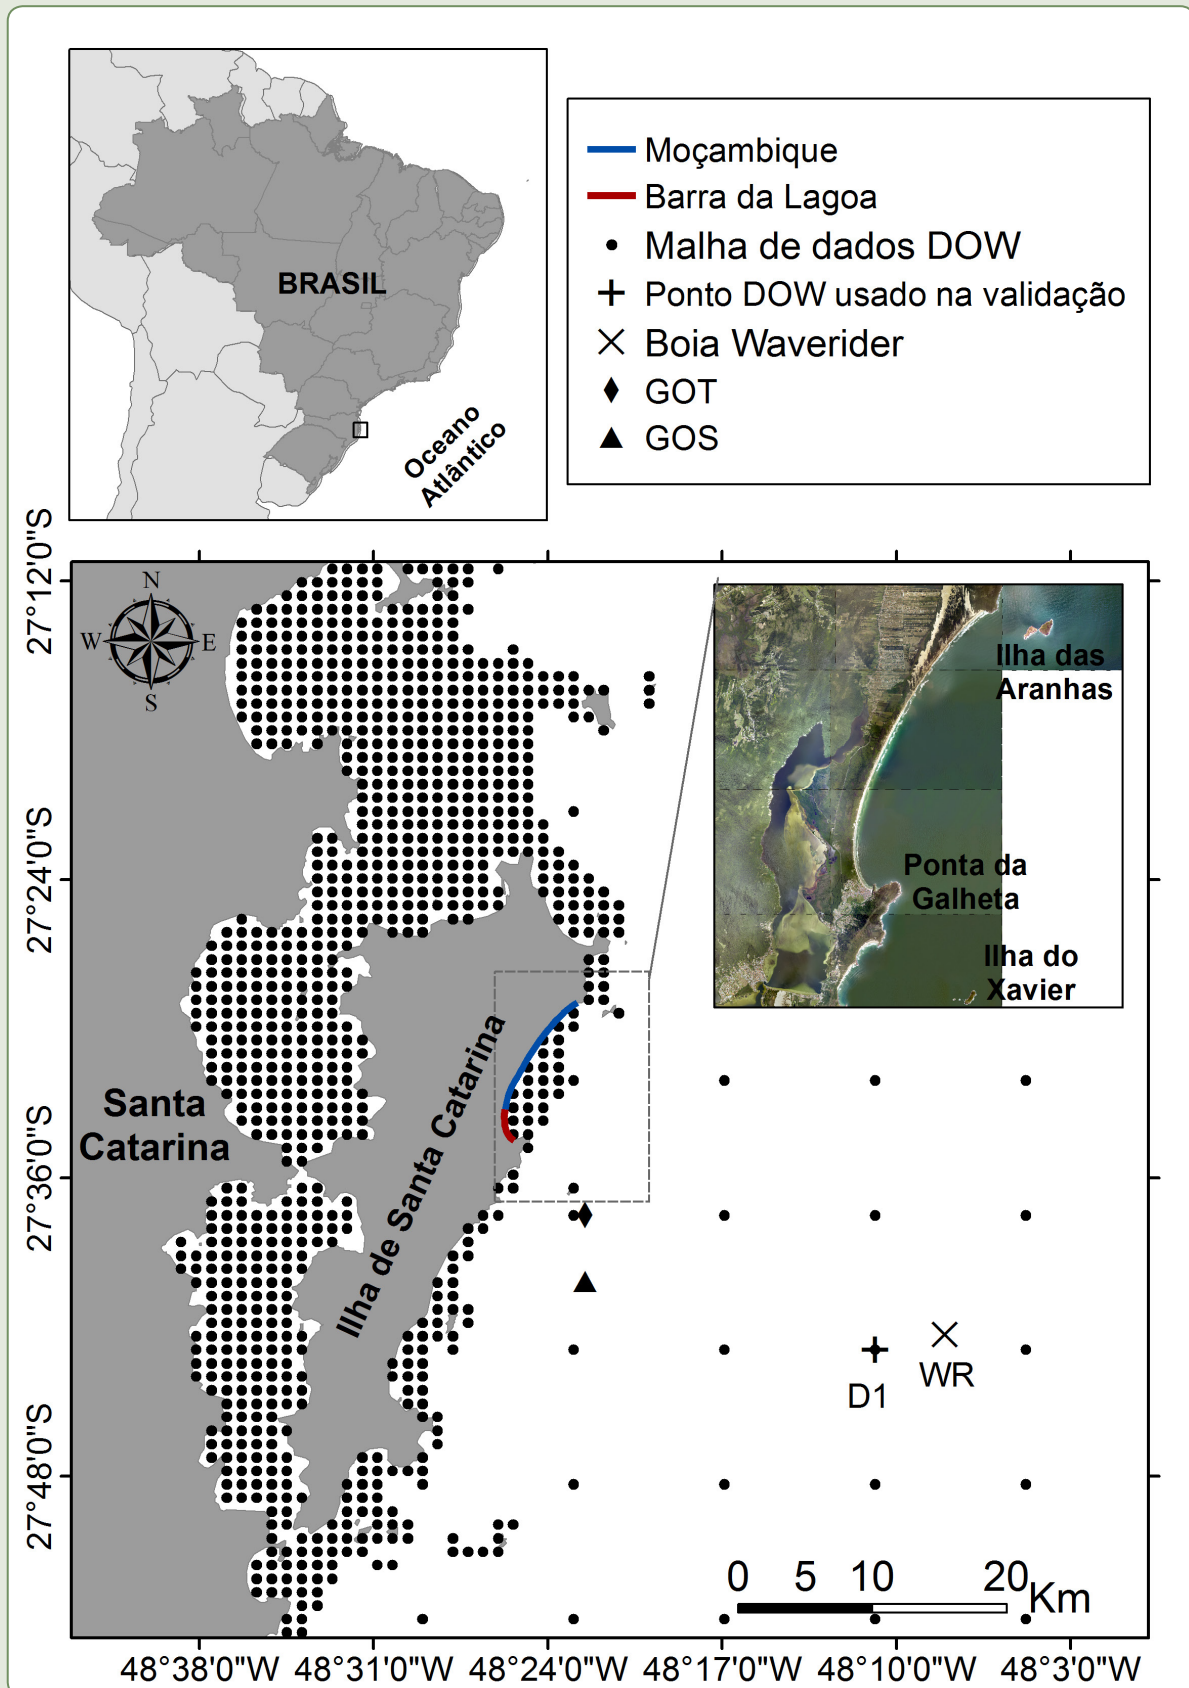 BRASIL
Oceano
Atlântico
Moçambique
Barra da Lagoa
Malha de dados DOW
Ponto DOW usado na validação
Boia Waverider
GOT
GOS
27°12'0"S
27°24'0"S
27°36'0"S
27°48'0"S
N
W
E
S
Ilha das
Aranhas
Ponta da
Galheta
Ilha do
Xavier
Santa
Catarina
Ilha de Santa Catarina
D1
WR
0 5 10 20 Km
48°38'0"W 48°31'0"W 48°24'0"W 48°17'0"W 48°10'0"W 48°3'0"W